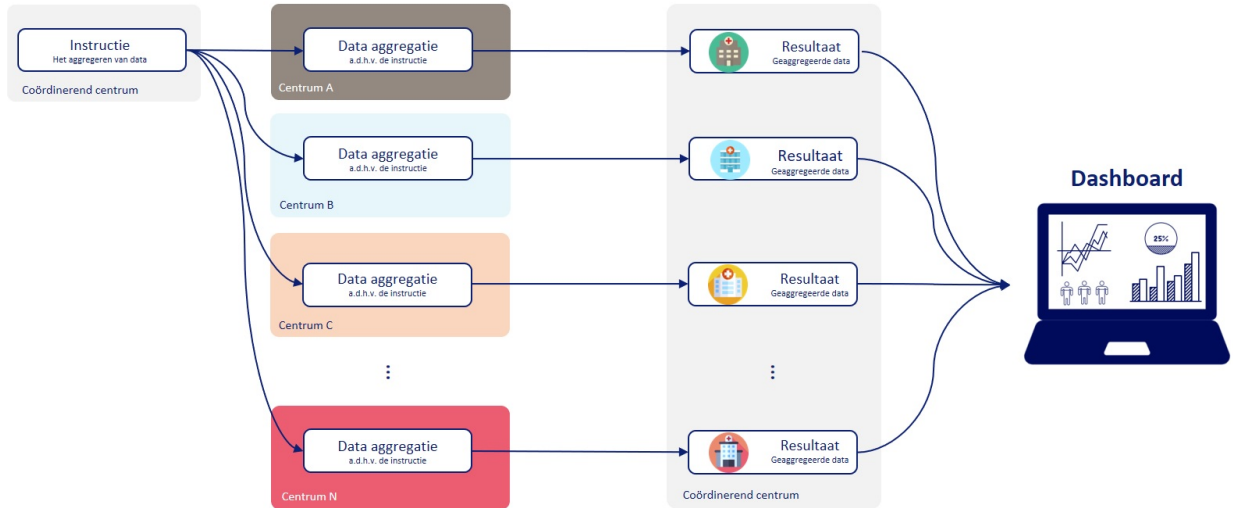 Instructie
Het aggregeren van data
Coördinerend centrum
Data aggregatie
a.d.h.v. de instructie
Centrum A
Data aggregatie
a.d.h.v. de instructie
Centrum B
Data aggregatie
a.d.h.v. de instructie
Centrum C
...
Data aggregatie
a.d.h.v. de instructie
Centrum N
Resultaat
Geaggregeerde data
Resultaat
Geaggregeerde data
Resultaat
Geaggregeerde data
...
Resultaat
Geaggregeerde data
Coördinerend centrum
Dashboard
25%